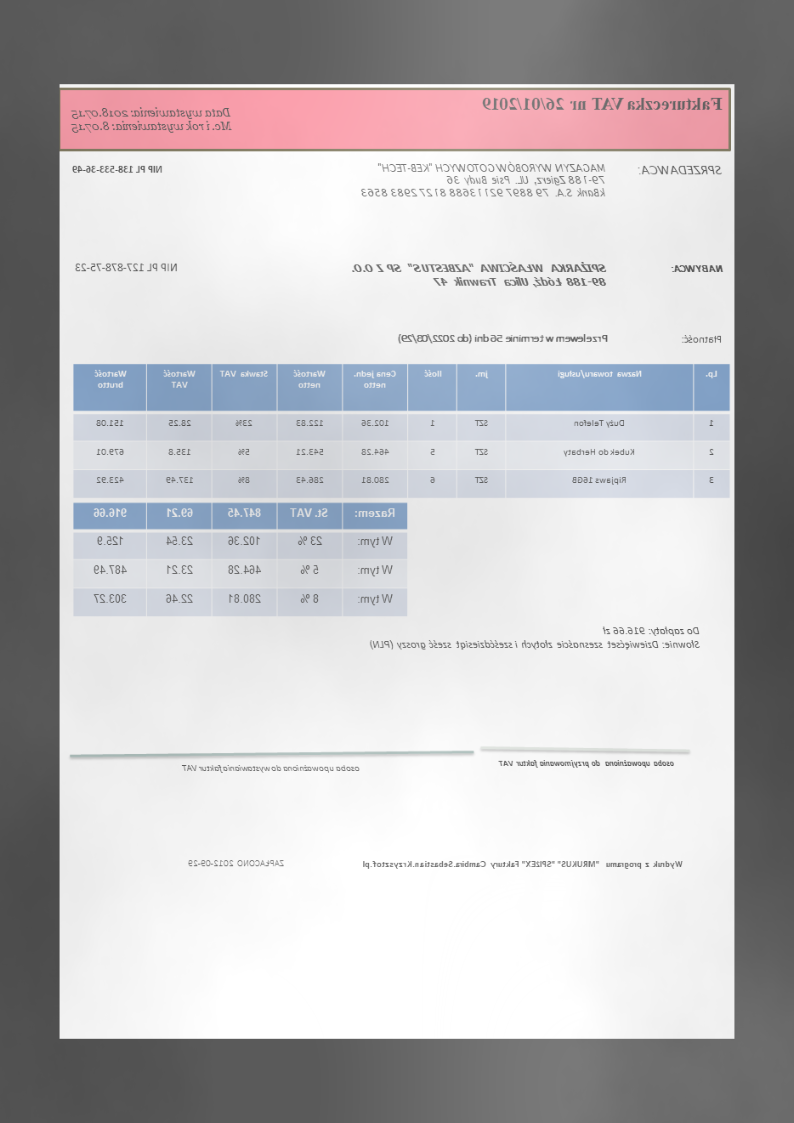 Faktureczka VAT nr 26/01/2019
Data wystawienia: 2018.07.15
Mc. i rok wystawienia: 8.07.15
SPRZEDAWCA: MAGAZYN WYROBÓW GOTOWYCH "KEB-TECH" NIP PL 138-533-36-49
79-188 Zgierz, UL. Psie Budy 36
kBank S.A. 79 8897 9211 3688 8127 2983 8563
NABYWCA: SPIŻARKA WŁAŚCIWA "AZBESTUS" SP Z O.O. NIP PL 127-878-75-23
89-188 Łódź, Ulica Trawnik 47
Płatność: Przelewem w terminie 56 dni (do 2022/03/29)
Lp. Nazwa towaru/usługi jm. Ilość Cena jedn. netto Wartość netto Stawka VAT Wartość VAT Wartość brutto
1 Duży Telefon SZT 1 102.36 122.83 23% 28.25 151.08
2 Kubek do Herbaty SZT 5 464.28 543.21 5% 135.8 679.01
3 Ripjaws 16GB SZT 6 280.81 286.43 8% 137.49 423.92
Razem: St. VAT 847.45 69.21 916.66
W tym: 23 % 102.36 23.54 125.9
W tym: 5 % 464.28 23.21 487.49
W tym: 8 % 280.81 22.46 303.27
Do zapłaty: 916.66 zł
Słownie: Dziewięćset szesnaście złotych i sześćdziesiąt sześć groszy (PLN)
osoba upoważniona do przyjmowania faktur VAT
osoba upoważniona do wystawiania faktur VAT
Wydruk z programu "MRUKUS" "SPIZEX" Faktury Cambira.Sebastian.Krzysztof.pl
ZAPŁACONO 2012-09-29